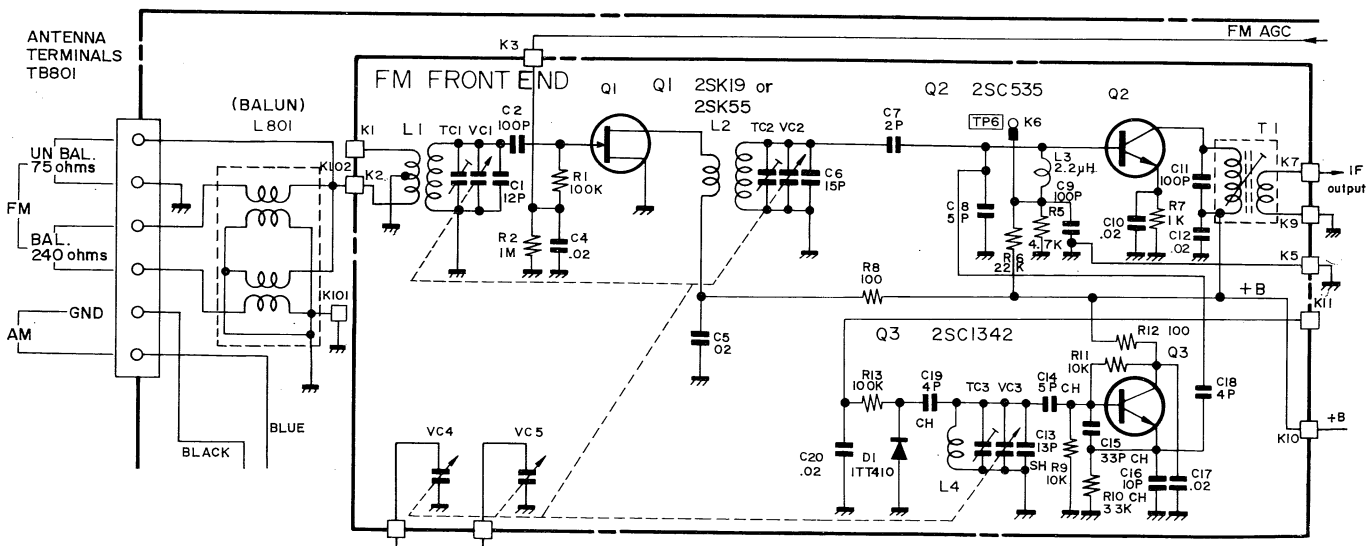 ANTENNA
TERMINALS
TB801
FM AGC
K3
FM FRONT END
Q1 2SK19 or
2SK55
Q2 2SC535
(BALUN)
L801
UN BAL.
75 ohms
FM
BAL.
240 ohms
AM
GND
BLACK
BLUE
K1
K102
K2
K101
L1
TC1
VC1
C1
12P
C2
100P
Q1
R1
100K
R2
1M
C4
.02
L2
TC2
VC2
C6
15P
C7
2P
TP6
K6
Q2
T1
K7
IF
output
L3
2.2μH
C9
100P
C11
100P
C8
5P
R5
4.7K
R6
22K
C10
.02
R7
1K
C12
.02
K9
K5
R8
100
+B
K11
C5
.02
Q3 2SC1342
R12 100
Q3
R11
10K
R13
100K
C19
4P
CH
TC3
VC3
C14
5P CH
C18
4P
+B
K10
C20
.02
D1
1TT410
L4
C13
13P
SH
R9
10K
C15
33P CH
C16
10P
CH
R10
3.3K
C17
.02
VC4
VC5